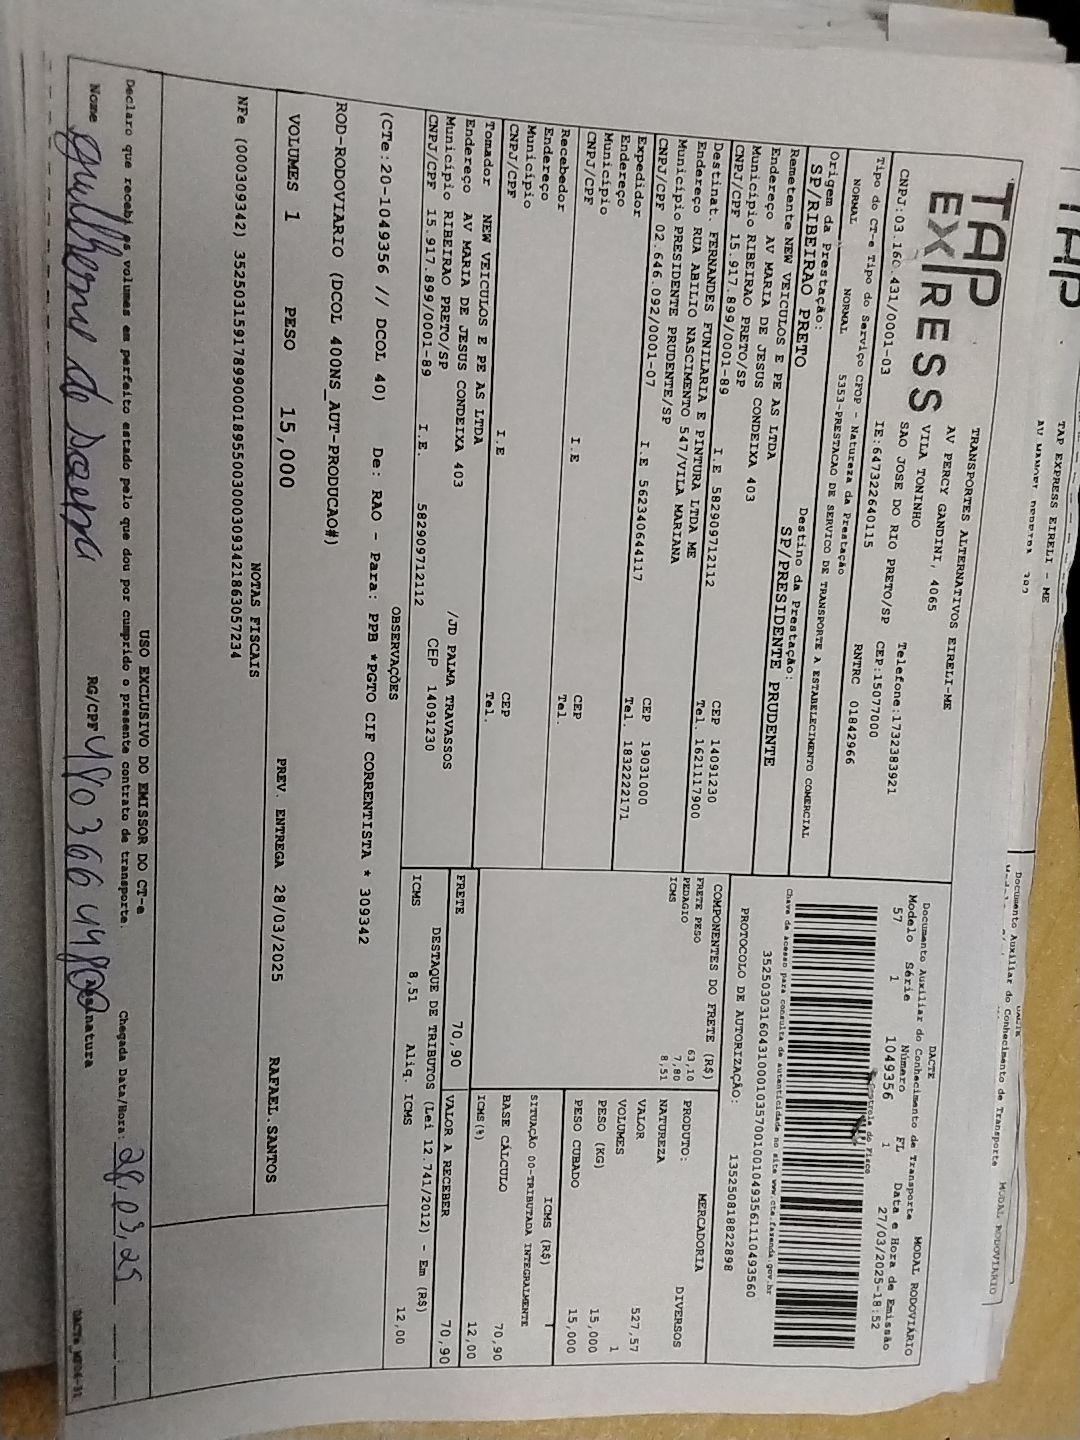 TAP EXPRESS EIRELI - ME
TAP
Documento Auxiliar do Conhecimento de Transporte
MODAL RODOVIARIO
TAP EXPRESS
TRANSPORTES ALTERNATIVOS EIRELI-ME
AV PERCY GANDINI, 4065
VILA TONINHO
SAO JOSE DO RIO PRETO/SP CEP:15077000
CNPJ:03.160.431/0001-03 IE:647322640115 Telefone:1732383921
RNTRC 01842966
DACTE
Documento Auxiliar do Conhecimento de Transporte MODAL RODOVIÁRIO
Modelo Série Número FL Data e Hora de Emissão
57 1 1049356 1 27/03/2025-18:52
Controle do Fisco
Tipo do CT-e Tipo do Serviço CFOP - Natureza da Prestação
NORMAL NORMAL 5353-PRESTACAO DE SERVICO DE TRANSPORTE A ESTABELECIMENTO COMERCIAL
Chave de acesso para consulta de autenticidade no site www.cte.fazenda.gov.br
35250303160431000103570010010493561110493560
PROTOCOLO DE AUTORIZAÇÃO: 135250818822898
Origem da Prestação: Destino da Prestação:
SP/RIBEIRAO PRETO SP/PRESIDENTE PRUDENTE
Remetente NEW VEICULOS E PE AS LTDA
Endereço AV MARIA DE JESUS CONDEIXA 403
Município RIBEIRAO PRETO/SP CEP 14091230
CNPJ/CPF 15.917.899/0001-89 I.E 582909712112 Tel. 1621117900
Destinat. FERNANDES FUNILARIA E PINTURA LTDA ME
Endereço RUA ABILIO NASCIMENTO 547/VILA MARIANA
Município PRESIDENTE PRUDENTE/SP CEP 19031000
CNPJ/CPF 02.646.092/0001-07 I.E 562340644117 Tel. 1832222171
Expedidor
Endereço
Município CEP
CNPJ/CPF I.E Tel.
Recebedor
Endereço
Município CEP
CNPJ/CPF I.E Tel.
Tomador NEW VEICULOS E PE AS LTDA
Endereço AV MARIA DE JESUS CONDEIXA 403 /JD PALMA TRAVASSOS
Município RIBEIRAO PRETO/SP CEP 14091230
CNPJ/CPF 15.917.899/0001-89 I.E. 582909712112
COMPONENTES DO FRETE (R$)
FRETE PESO 63,10
PEDAGIO 7,80
ICMS 8,51
FRETE 70,90
MERCADORIA
PRODUTO: DIVERSOS
NATUREZA
VALOR 527,57
VOLUMES 1
PESO (KG) 15,000
PESO CUBADO 15,000
ICMS (R$)
SITUAÇÃO 00-TRIBUTADA INTEGRALMENTE
BASE CÁLCULO 70,90
ICMS(%) 12,00
VALOR A RECEBER 70,90
DESTAQUE DE TRIBUTOS (Lei 12.741/2012) - Em (R$)
ICMS 8,51 Aliq. ICMS 12,00
OBSERVAÇÕES
(CTe:20-1049356 // DCOL 40) De: RAO - Para: PPB *PGTO CIF CORRENTISTA * 309342
ROD-RODOVIARIO (DCOL 400NS_AUT-PRODUCAO#)
VOLUMES 1 PESO 15,000 PREV. ENTREGA 28/03/2025 RAFAEL.SANTOS
NOTAS FISCAIS
NFe (000309342) 35250315917899000189550030003093421863057234
USO EXCLUSIVO DO EMISSOR DO CT-e
Declaro que recebi os volumes em perfeito estado pelo que dou por cumprido o presente contrato de transporte. Chegada Data/Hora: 28,03,25
Nome Guilherme de RG/CPF 480366449 Assinatura